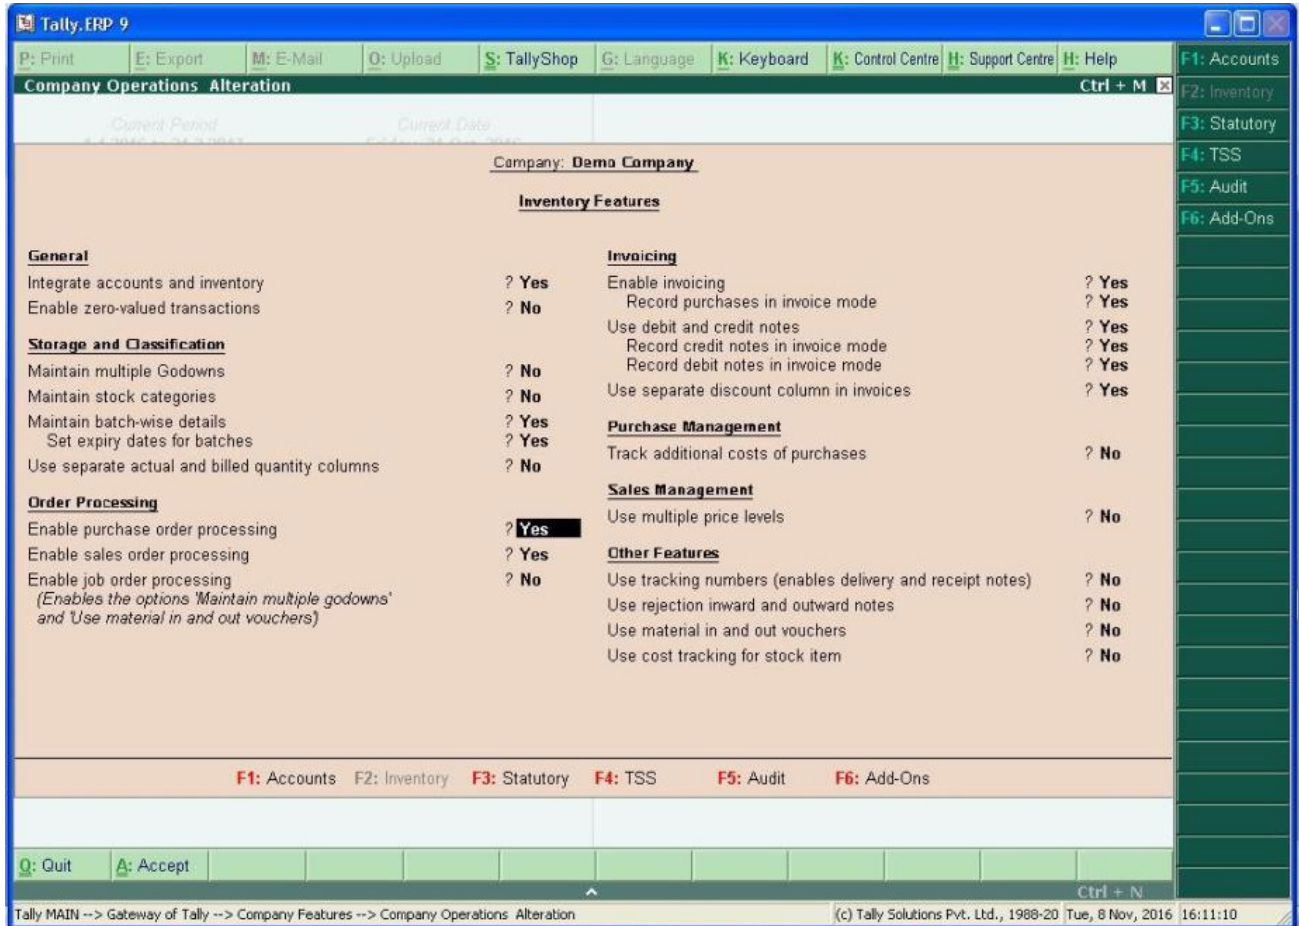 Tally.ERP 9
P: Print E: Export M: E-Mail O: Upload S: TallyShop G: Language K: Keyboard K: Control Centre H: Support Centre H: Help
F1: Accounts
Company Operations Alteration Ctrl + M
F2: Inventory
Current Period Current Date
F3: Statutory
F4: TSS
F5: Audit
F6: Add-Ons
Company: Demo Company
Inventory Features
General
Integrate accounts and inventory ? Yes
Enable zero-valued transactions ? No
Storage and Classification
Maintain multiple Godowns ? No
Maintain stock categories ? No
Maintain batch-wise details ? Yes
Set expiry dates for batches ? Yes
Use separate actual and billed quantity columns ? No
Order Processing
Enable purchase order processing ? Yes
Enable sales order processing ? Yes
Enable job order processing ? No
(Enables the options 'Maintain multiple godowns'
and 'Use material in and out vouchers')
Invoicing
Enable invoicing ? Yes
Record purchases in invoice mode ? Yes
Use debit and credit notes ? Yes
Record credit notes in invoice mode ? Yes
Record debit notes in invoice mode ? Yes
Use separate discount column in invoices ? Yes
Purchase Management
Track additional costs of purchases ? No
Sales Management
Use multiple price levels ? No
Other Features
Use tracking numbers (enables delivery and receipt notes) ? No
Use rejection inward and outward notes ? No
Use material in and out vouchers ? No
Use cost tracking for stock item ? No
F1: Accounts F2: Inventory F3: Statutory F4: TSS F5: Audit F6: Add-Ons
Q: Quit A: Accept
Ctrl + N
Tally MAIN --> Gateway of Tally --> Company Features --> Company Operations Alteration (c) Tally Solutions Pvt. Ltd., 1988-20 Tue, 8 Nov, 2016 16:11:10